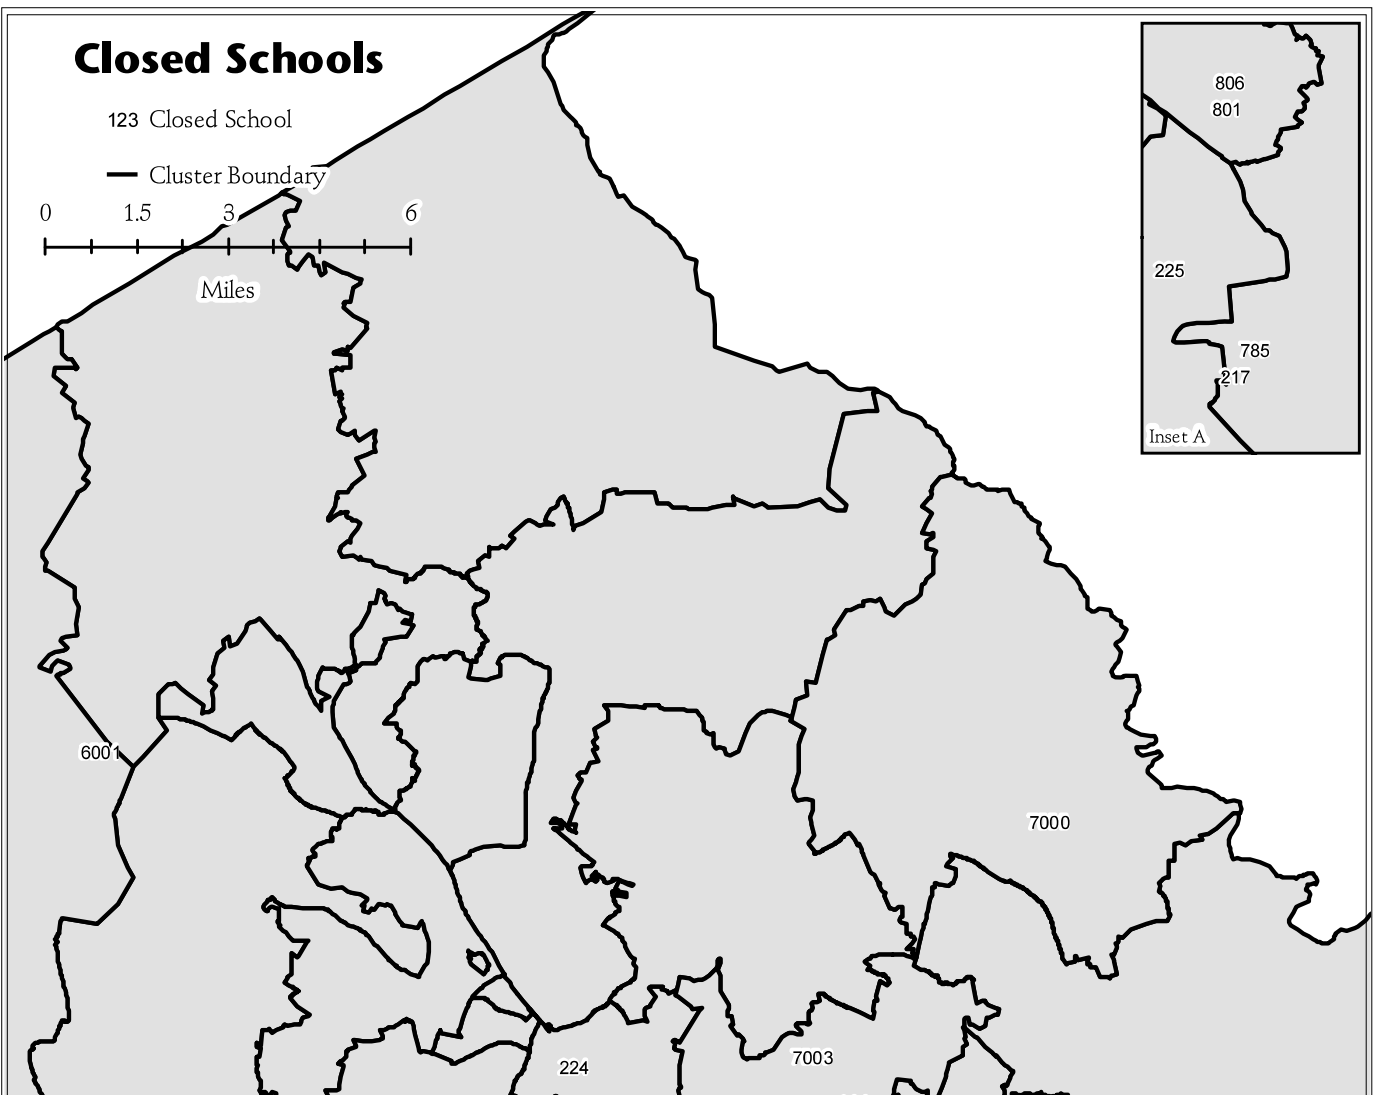 Closed Schools
123 Closed School
Cluster Boundary
0 1.5 3 6
Miles
806
801
225
785
217
Inset A
6001
7000
7003
224